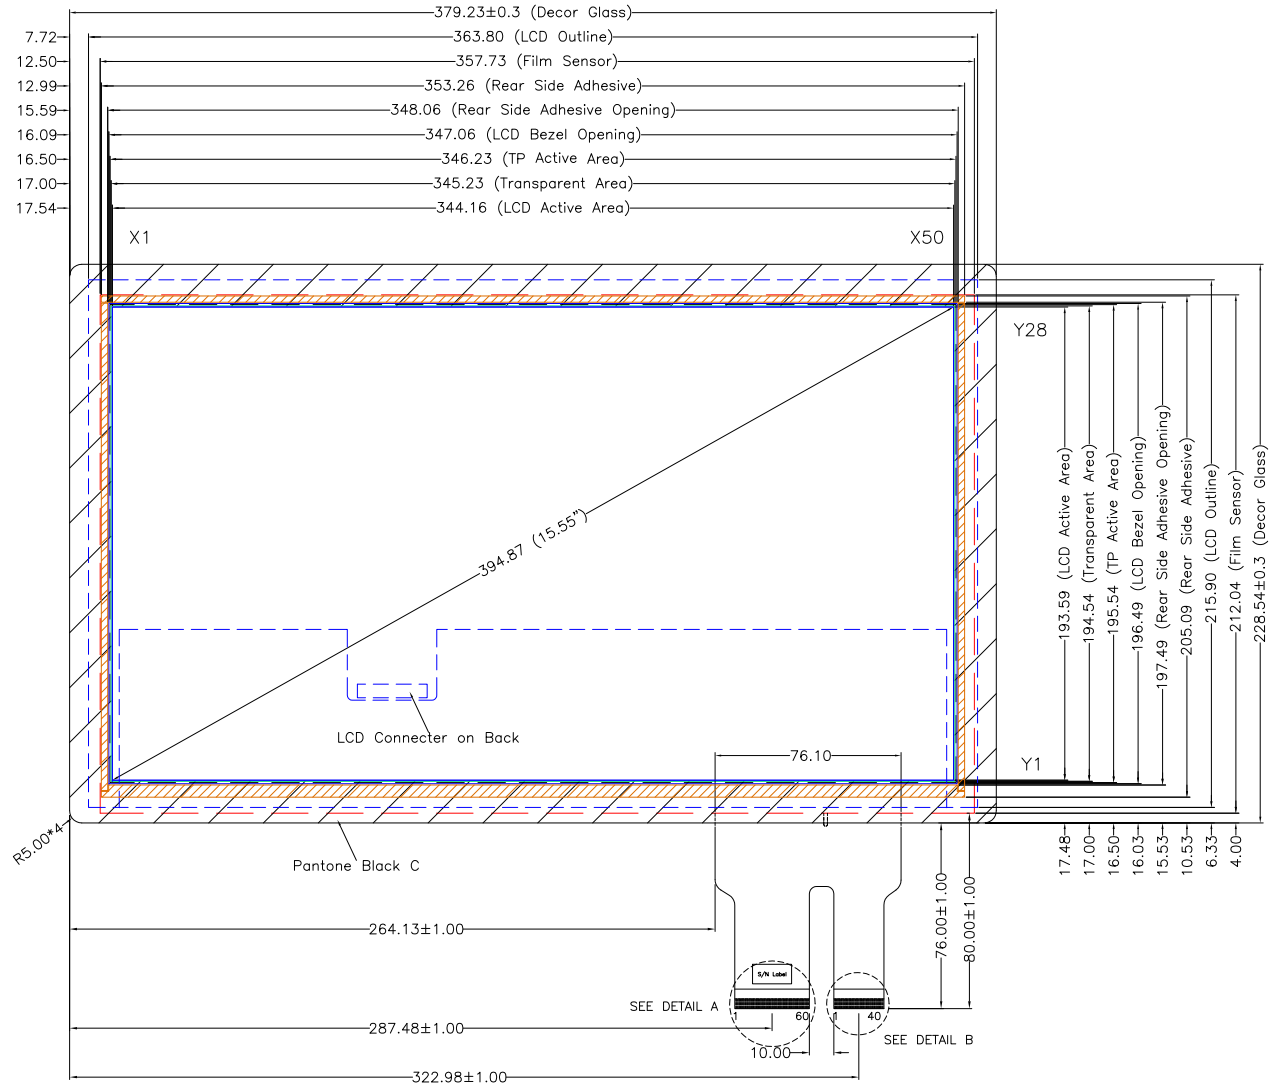 379.23±0.3 (Decor Glass)
7.72
363.80 (LCD Outline)
12.50
357.73 (Film Sensor)
12.99
353.26 (Rear Side Adhesive)
15.59
348.06 (Rear Side Adhesive Opening)
16.09
347.06 (LCD Bezel Opening)
16.50
346.23 (TP Active Area)
17.00
345.23 (Transparent Area)
17.54
344.16 (LCD Active Area)
X1
X50
Y28
394.87 (15.55")
193.59 (LCD Active Area)
194.54 (Transparent Area)
195.54 (TP Active Area)
196.49 (LCD Bezel Opening)
197.49 (Rear Side Adhesive Opening)
205.09 (Rear Side Adhesive)
215.90 (LCD Outline)
212.04 (Film Sensor)
228.54±0.3 (Decor Glass)
LCD Connecter on Back
76.10
Y1
R5.00*4
Pantone Black C
17.48
17.00
16.50
16.03
15.53
10.53
6.33
4.00
264.13±1.00
76.00±1.00
80.00±1.00
S/N Label
SEE DETAIL A
1
60
1
40
287.48±1.00
SEE DETAIL B
10.00
322.98±1.00